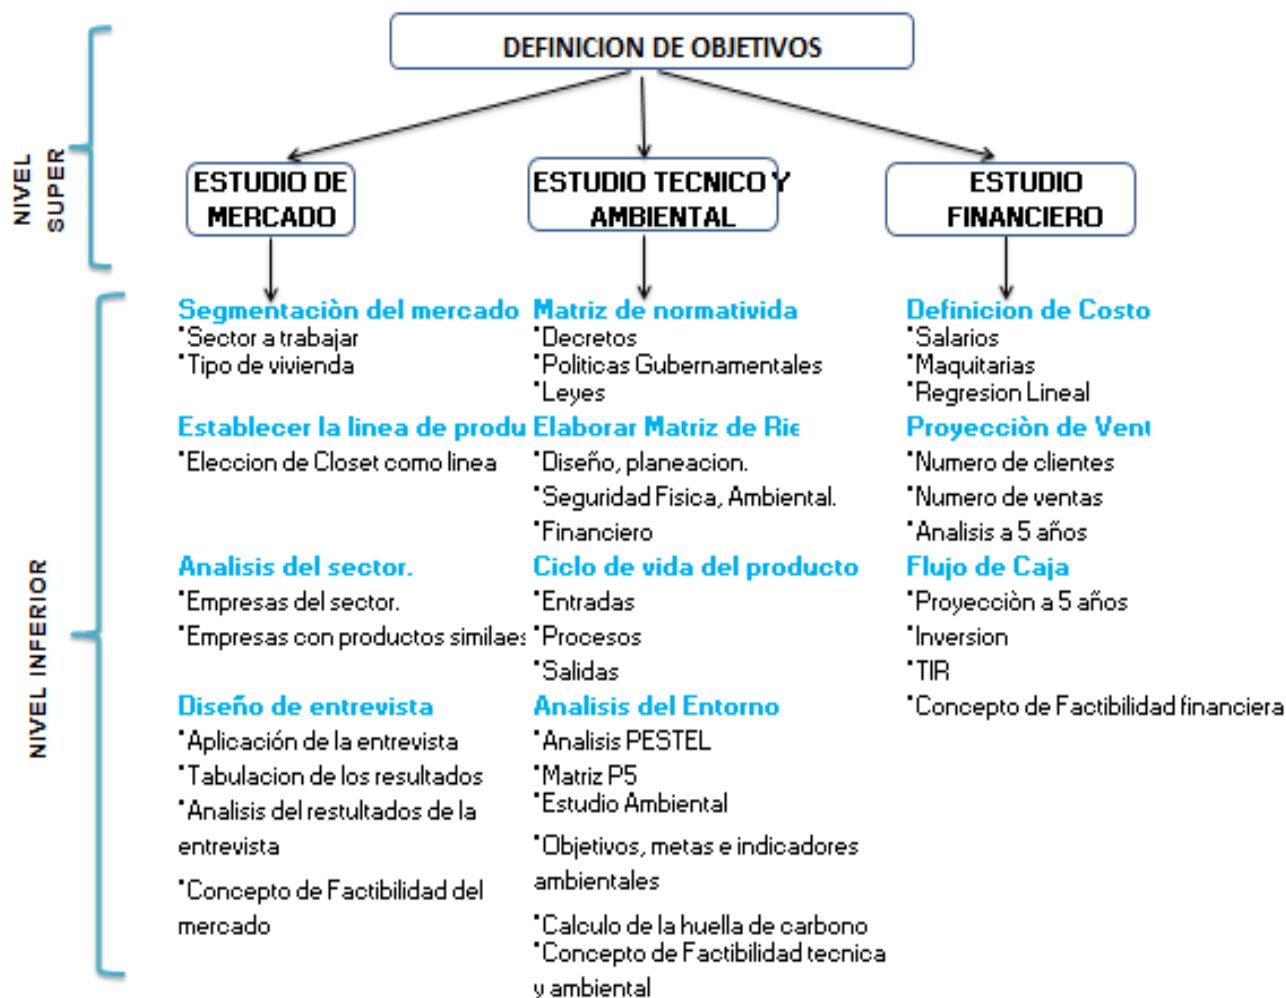 DEFINICION DE OBJETIVOS
NIVEL
SUPER
ESTUDIO DE
MERCADO
ESTUDIO TECNICO Y
AMBIENTAL
ESTUDIO
FINANCIERO
NIVEL INFERIOR
Segmentaciòn del mercado
*Sector a trabajar
*Tipo de vivienda
Establecer la linea de produ
*Eleccion de Closet como linea
Analisis del sector.
*Empresas del sector.
*Empresas con productos similaes
Diseño de entrevista
*Aplicación de la entrevista
*Tabulacion de los resultados
*Analisis del restultados de la
entrevista
*Concepto de Factibilidad del
mercado
Matriz de normativida
*Decretos
*Politicas Gubernamentales
*Leyes
Elaborar Matriz de Rie
*Diseño, planeacion.
*Seguridad Fisica, Ambiental.
*Financiero
Ciclo de vida del producto
*Entradas
*Procesos
*Salidas
Analisis del Entorno
*Analisis PESTEL
*Matriz P5
*Estudio Ambiental
*Objetivos, metas e indicadores
ambientales
*Calculo de la huella de carbono
*Concepto de Factibilidad tecnica
y ambiental
Definicion de Costo
*Salarios
*Maquitarias
*Regresion Lineal
Proyecciòn de Vent
*Numero de clientes
*Numero de ventas
*Analisis a 5 años
Flujo de Caja
*Proyecciòn a 5 años
*Inversion
*TIR
*Concepto de Factibilidad financiera